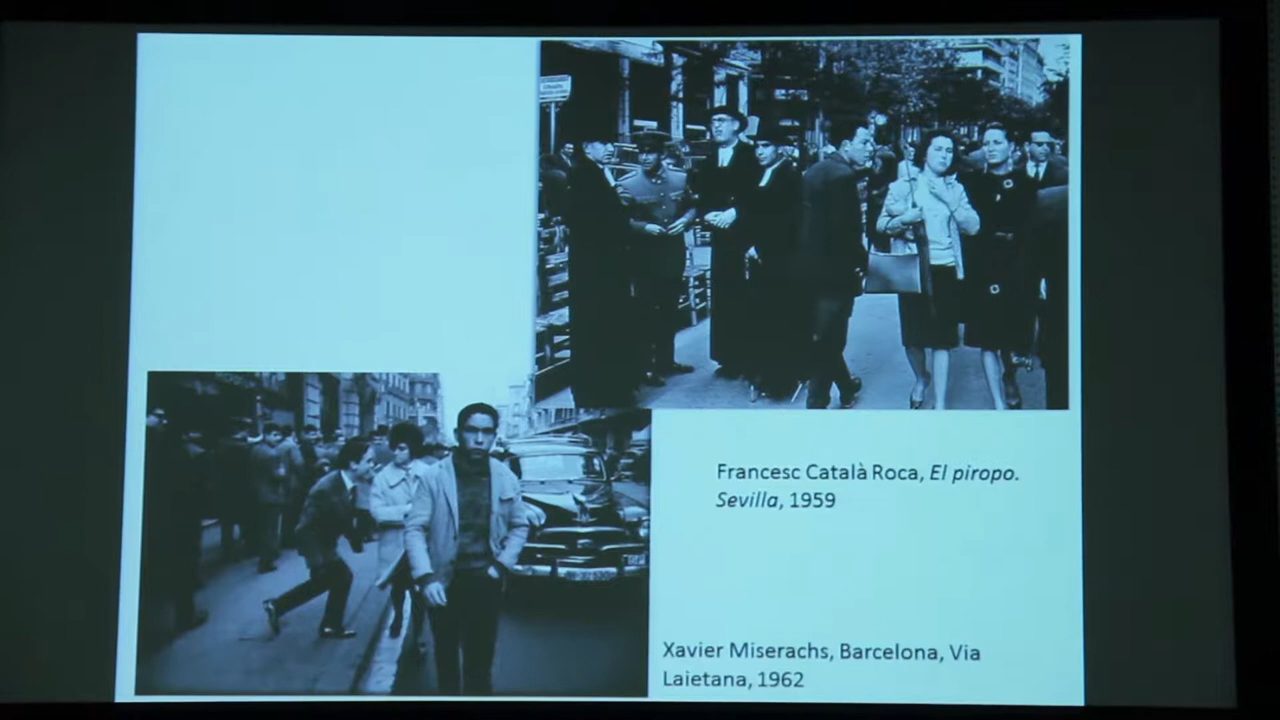 Francesc Català Roca, El piropo.
Sevilla, 1959
Xavier Miserachs, Barcelona, Via
Laietana, 1962